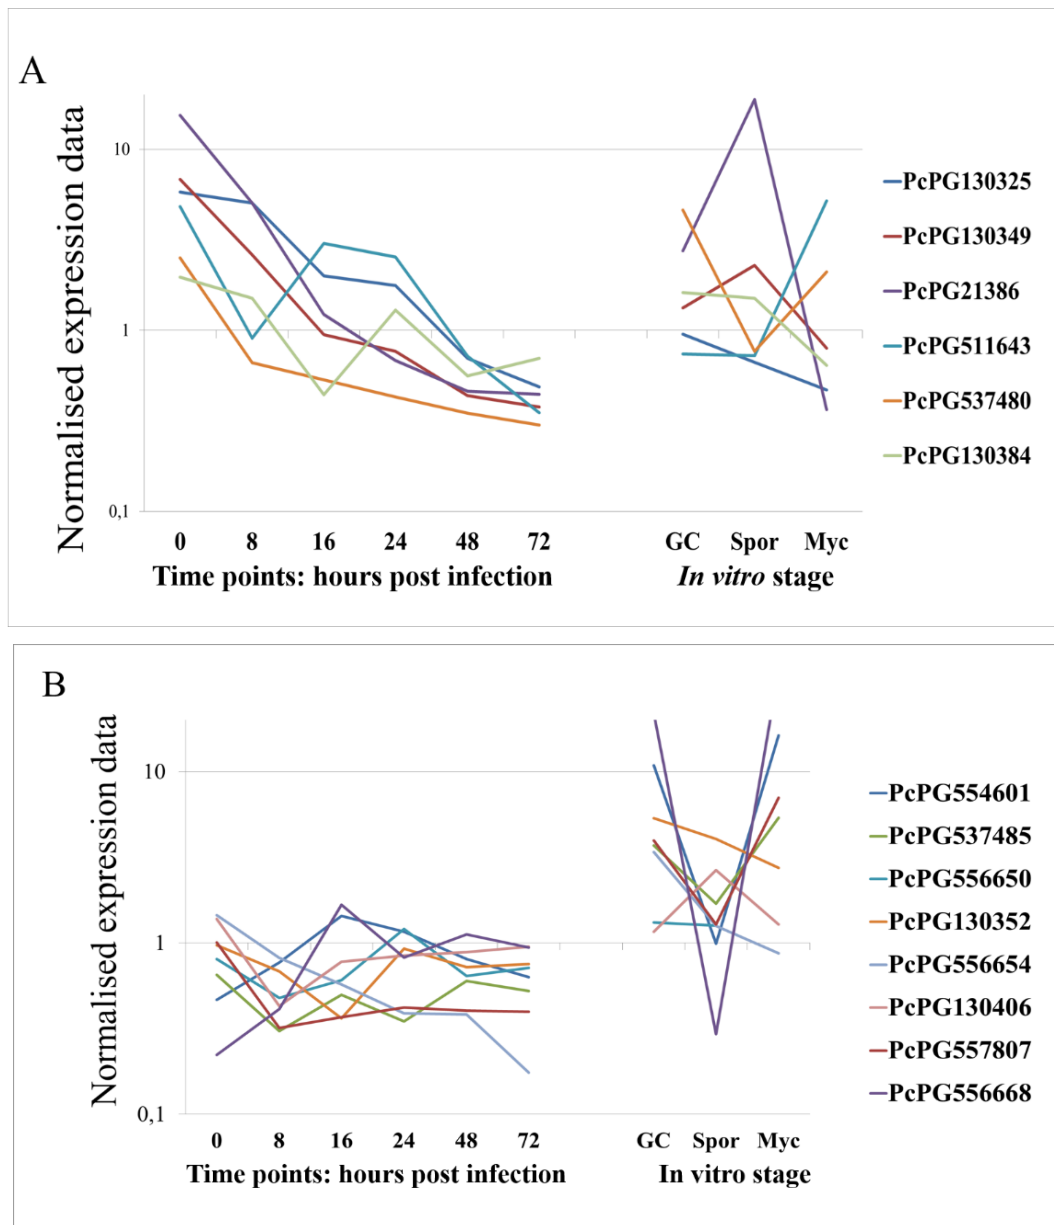 A
Normalised expression data
10
1
0,1
0 8 16 24 48 72
GC Spor Myc
Time points: hours post infection
In vitro stage
PcPG130325
PcPG130349
PcPG21386
PcPG511643
PcPG537480
PcPG130384
B
Normalised expression data
10
1
0,1
0 8 16 24 48 72
GC Spor Myc
Time points: hours post infection
In vitro stage
PcPG554601
PcPG537485
PcPG556650
PcPG130352
PcPG556654
PcPG130406
PcPG557807
PcPG556668